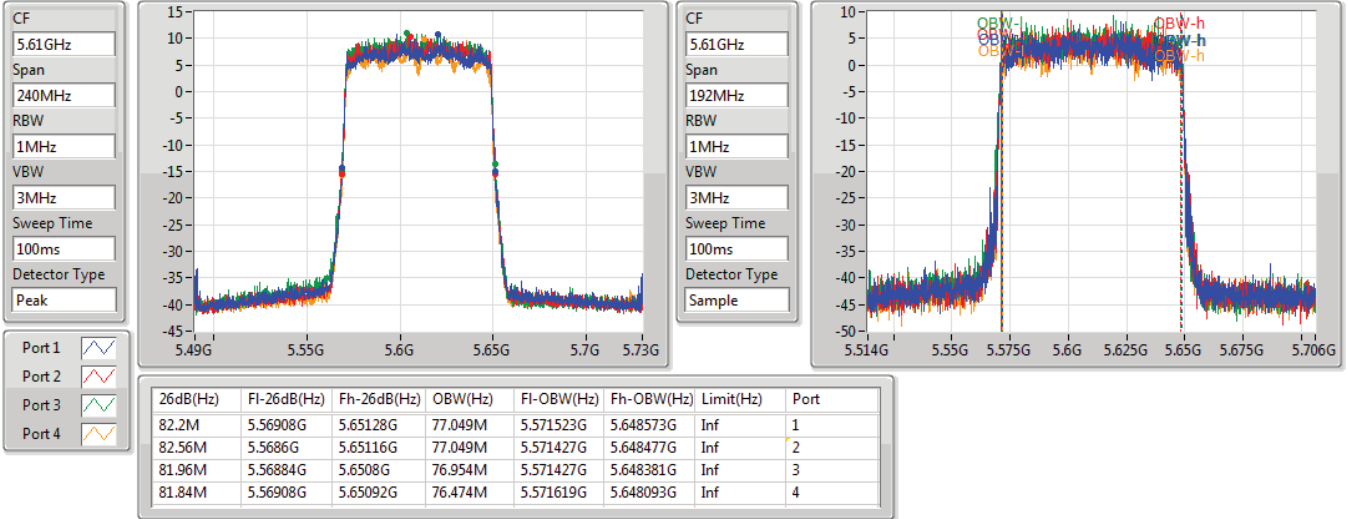 CF
5.61GHz
Span
240MHz
RBW
1MHz
VBW
3MHz
Sweep Time
100ms
Detector Type
Peak
15
10
5
0
-5
-10
-15
-20
-25
-30
-35
-40
-45
5.49G 5.55G 5.6G 5.65G 5.7G 5.73G
CF
5.61GHz
Span
192MHz
RBW
1MHz
VBW
3MHz
Sweep Time
100ms
Detector Type
Sample
10
5
0
-5
-10
-15
-20
-25
-30
-35
-40
-45
-50
OBW-l OBW-h
OBW-h
OBW-h
5.514G 5.55G 5.575G 5.6G 5.625G 5.65G 5.675G 5.706G
Port 1
Port 2
Port 3
Port 4
26dB(Hz) Fl-26dB(Hz) Fh-26dB(Hz) OBW(Hz) Fl-OBW(Hz) Fh-OBW(Hz) Limit(Hz) Port
82.2M 5.56908G 5.65128G 77.049M 5.571523G 5.648573G Inf 1
82.56M 5.5686G 5.65116G 77.049M 5.571427G 5.648477G Inf 2
81.96M 5.56884G 5.6508G 76.954M 5.571427G 5.648381G Inf 3
81.84M 5.56908G 5.65092G 76.474M 5.571619G 5.648093G Inf 4